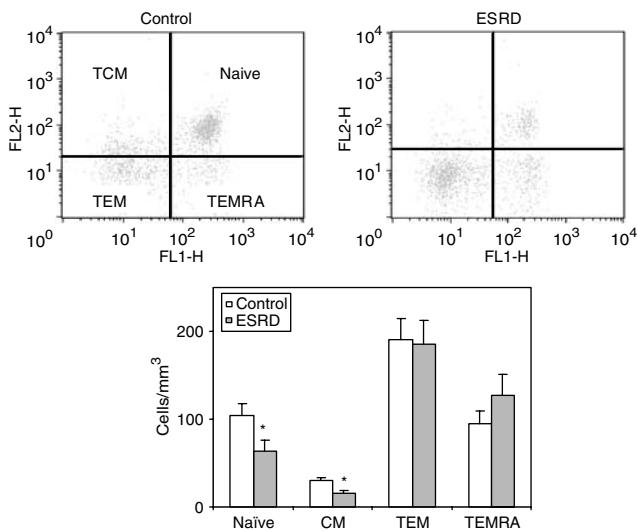 Control
ESRD
10⁴
10³
10²
10¹
10⁰
FL2-H
TCM
Naive
TEM
TEMRA
10¹
10²
10³
10⁴
FL1-H
10⁴
10³
10²
10¹
10⁰
FL2-H
10¹
10²
10³
10⁴
FL1-H
Control
ESRD
Cells/mm³
200
100
0
*
*
Naïve
CM
TEM
TEMRA